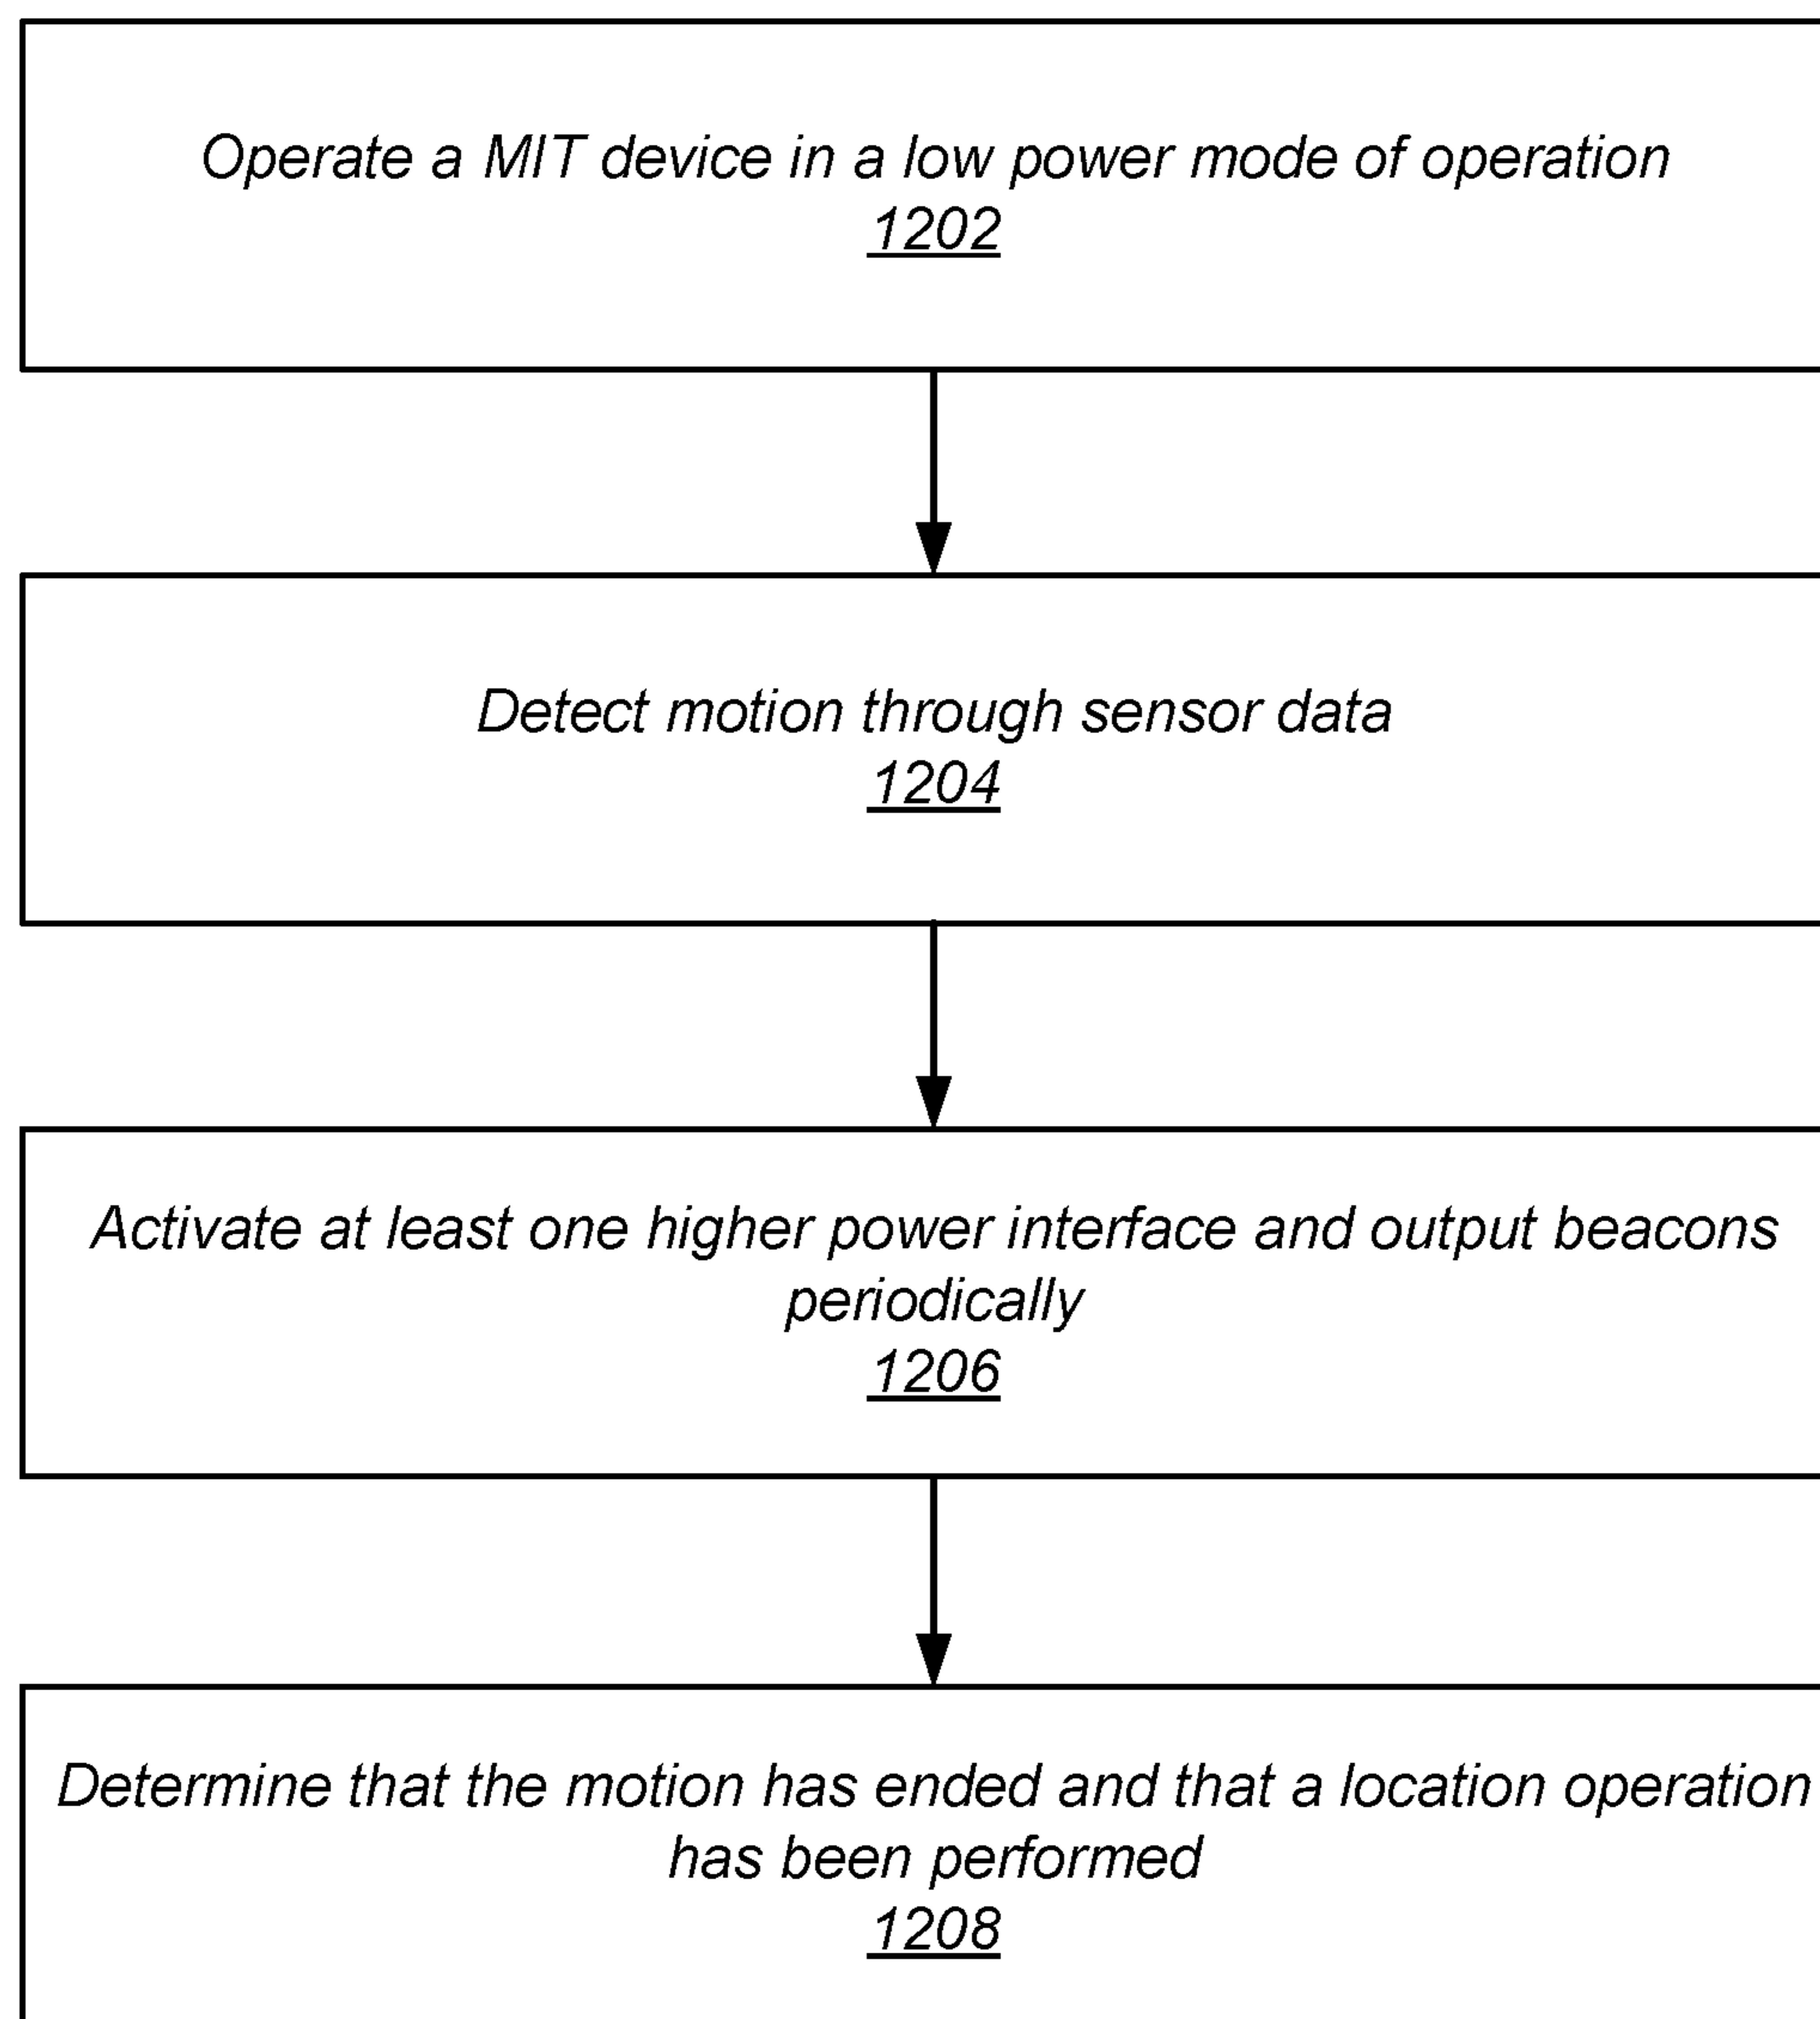 Operate a MIT device in a low power mode of operation
1202
Detect motion through sensor data
1204
Activate at least one higher power interface and output beacons
periodically
1206
Determine that the motion has ended and that a location operation
has been performed
1208